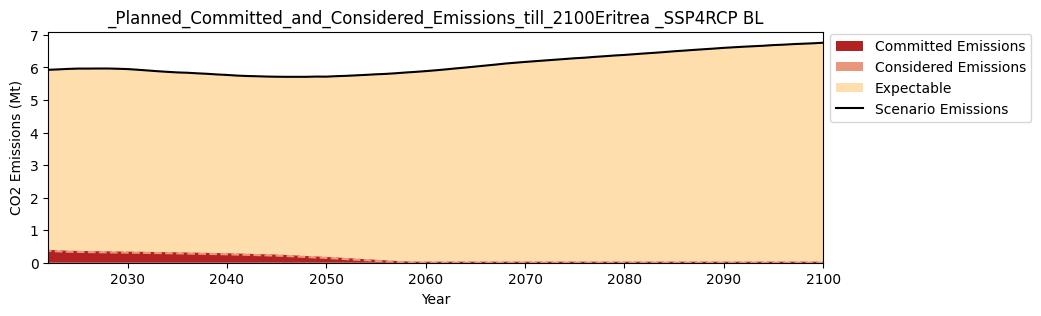 _Planned_Committed_and_Considered_Emissions_till_2100Eritrea _SSP4RCP BL
7
6
5
4
3
2
1
0
CO2 Emissions (Mt)
2030 2040 2050 2060 2070 2080 2090 2100
Year
Committed Emissions
Considered Emissions
Expectable
Scenario Emissions